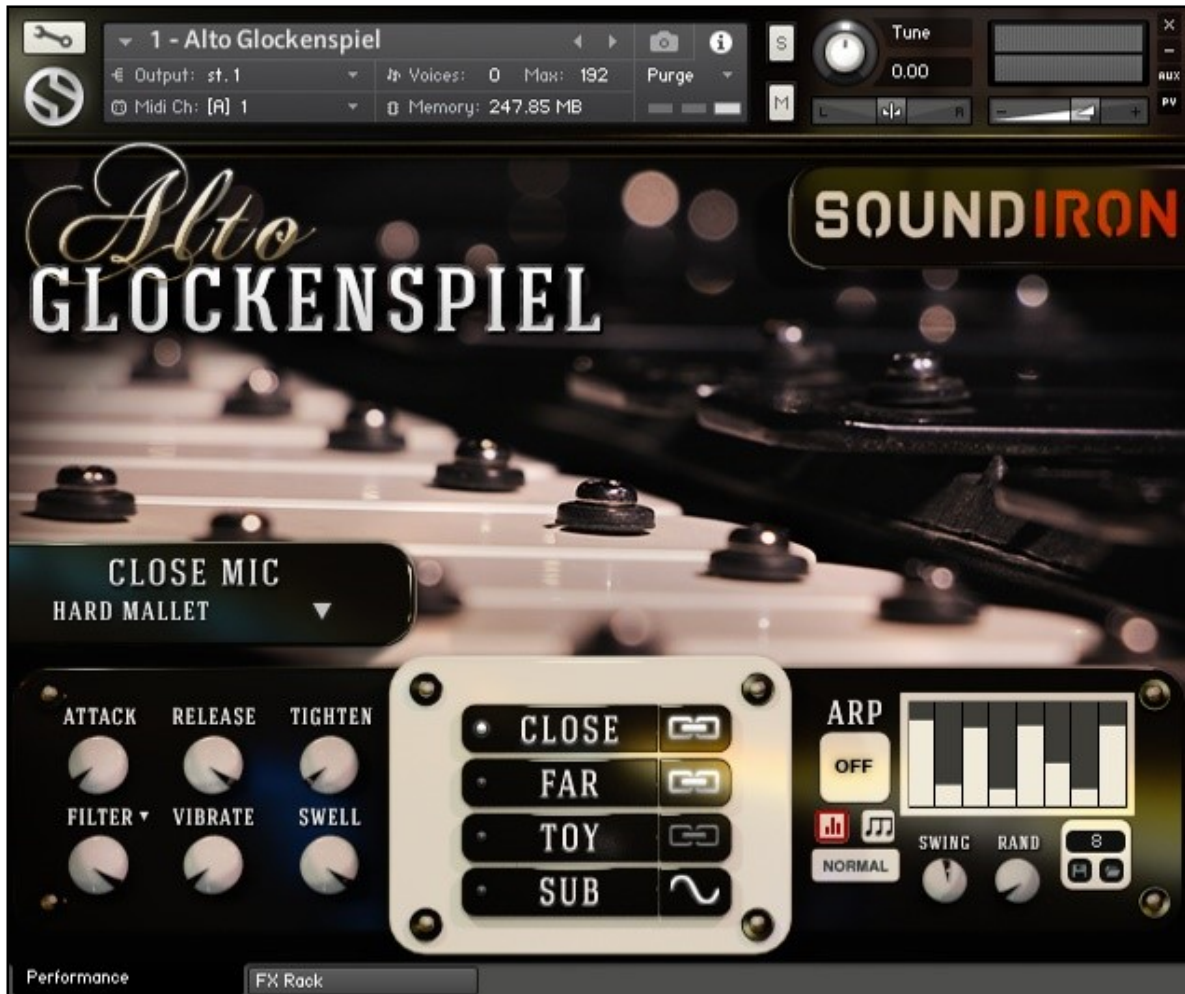 1 - Alto Glockenspiel
Output: st.1
Voices: 0 Max: 192
Purge
Midi Ch: [A] 1
Memory: 247.85 MB
S
M
Tune
0.00
L R
- +
×
-
AUX
PV
Alto
GLOCKENSPIEL
SOUNDIRON
CLOSE MIC
HARD MALLET
ATTACK RELEASE TIGHTEN
FILTER VIBRATE SWELL
CLOSE
FAR
TOY
SUB
ARP
OFF
NORMAL
SWING RAND
8
Performance
FX Rack